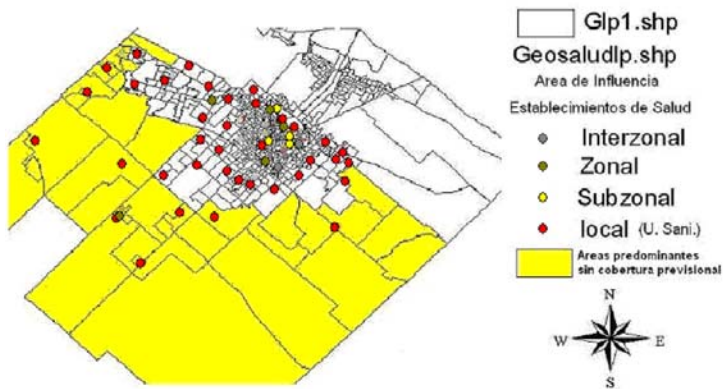 Glp1.shp
Geosaludlp.shp
Area de Influencia
Establecimientos de Salud
Interzonal
Zonal
Subzonal
local (U. Sani.)
Areas predominantes
sin cobertura previsional
N
W E
S